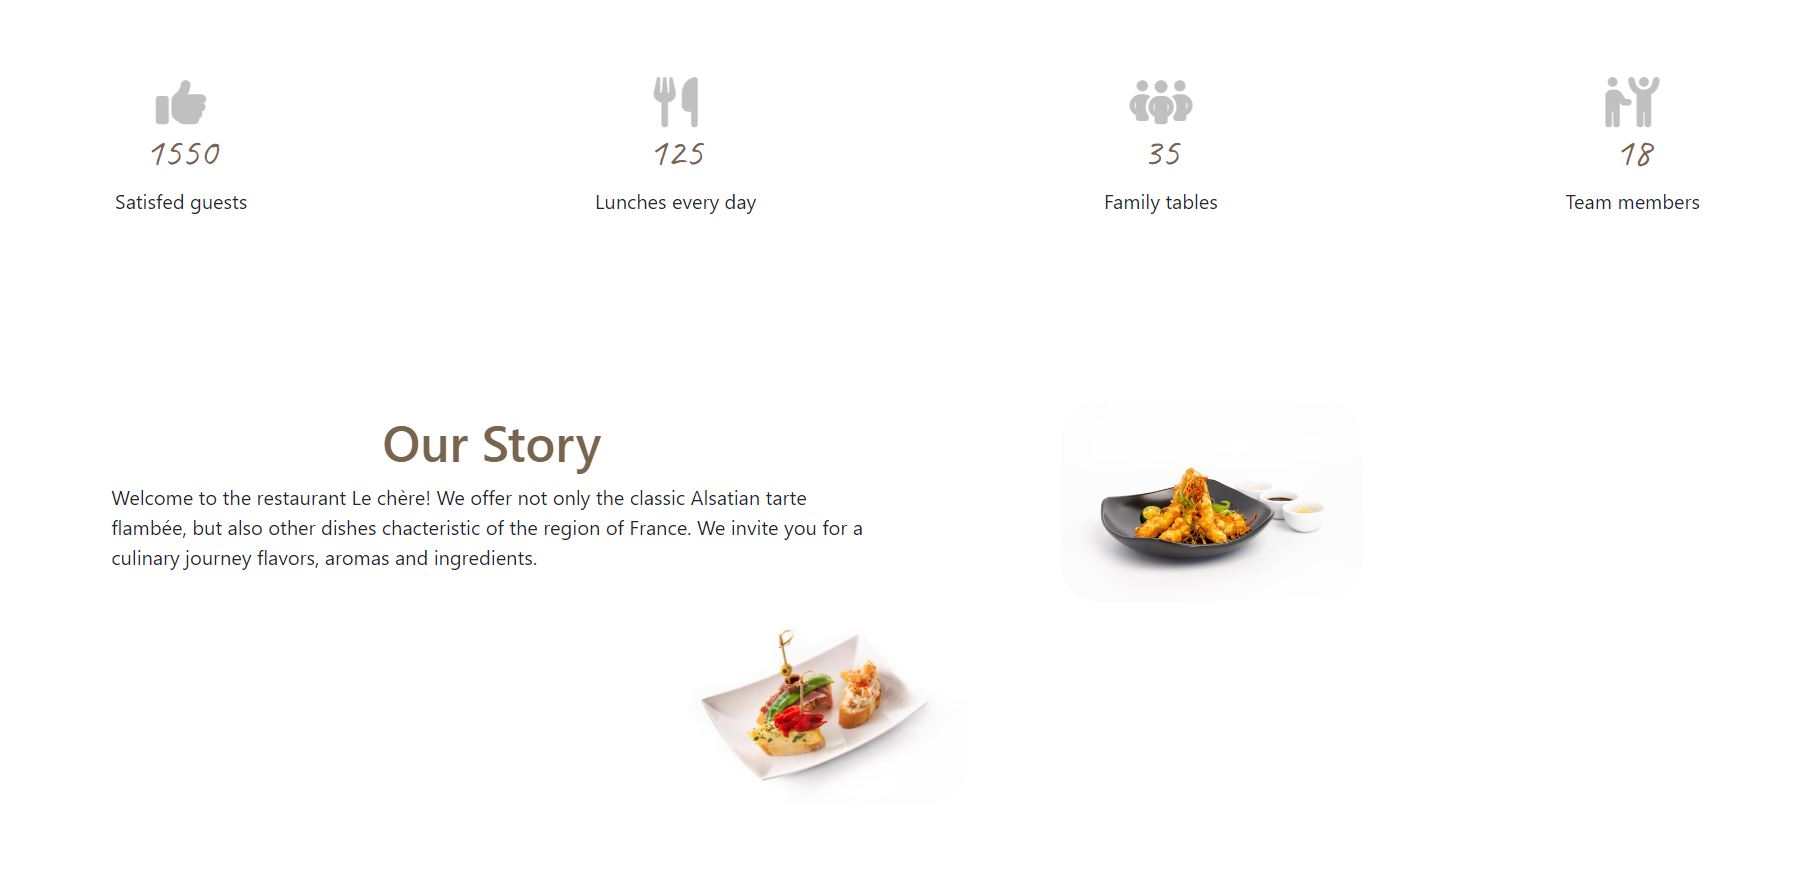 1550
Satisfed guests
125
Lunches every day
35
Family tables
18
Team members
Our Story
Welcome to the restaurant Le chère! We offer not only the classic Alsatian tarte
flambée, but also other dishes chacteristic of the region of France. We invite you for a
culinary journey flavors, aromas and ingredients.